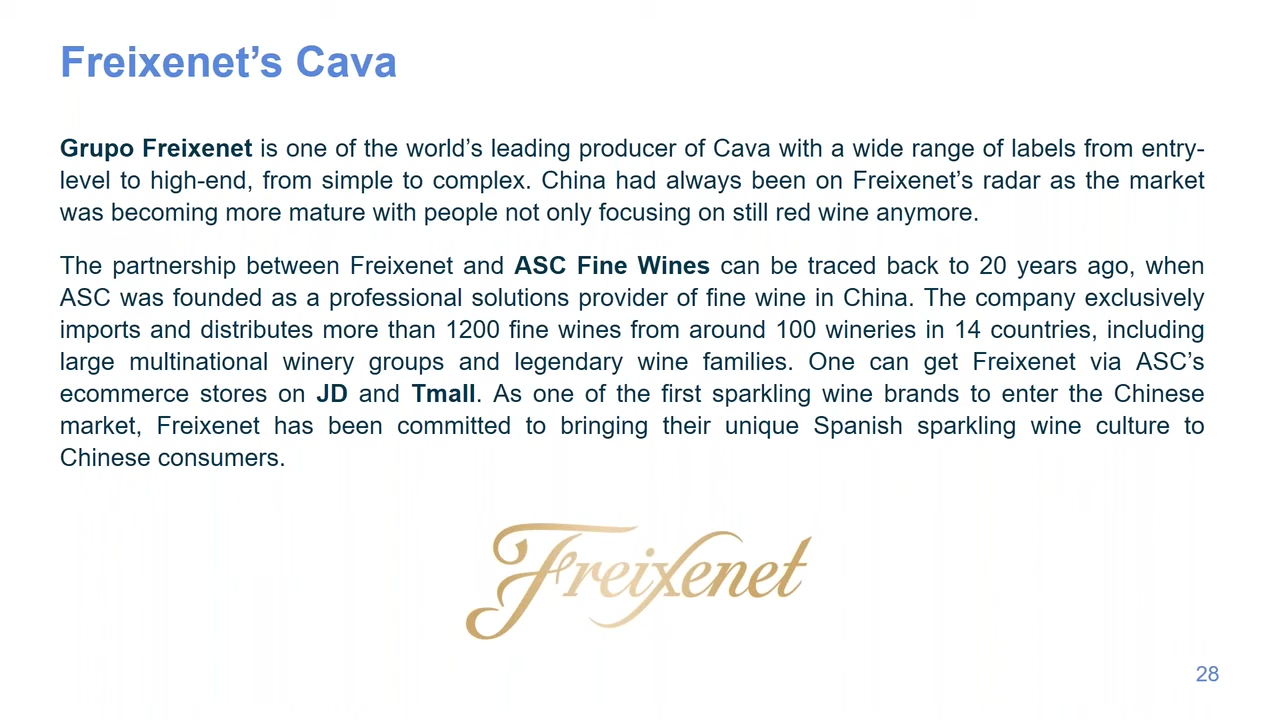 Freixenet’s Cava
Grupo Freixenet is one of the world’s leading producer of Cava with a wide range of labels from entry-
level to high-end, from simple to complex. China had always been on Freixenet’s radar as the market
was becoming more mature with people not only focusing on still red wine anymore.
The partnership between Freixenet and ASC Fine Wines can be traced back to 20 years ago, when
ASC was founded as a professional solutions provider of fine wine in China. The company exclusively
imports and distributes more than 1200 fine wines from around 100 wineries in 14 countries, including
large multinational winery groups and legendary wine families. One can get Freixenet via ASC’s
ecommerce stores on JD and Tmall. As one of the first sparkling wine brands to enter the Chinese
market, Freixenet has been committed to bringing their unique Spanish sparkling wine culture to
Chinese consumers.
Freixenet
28